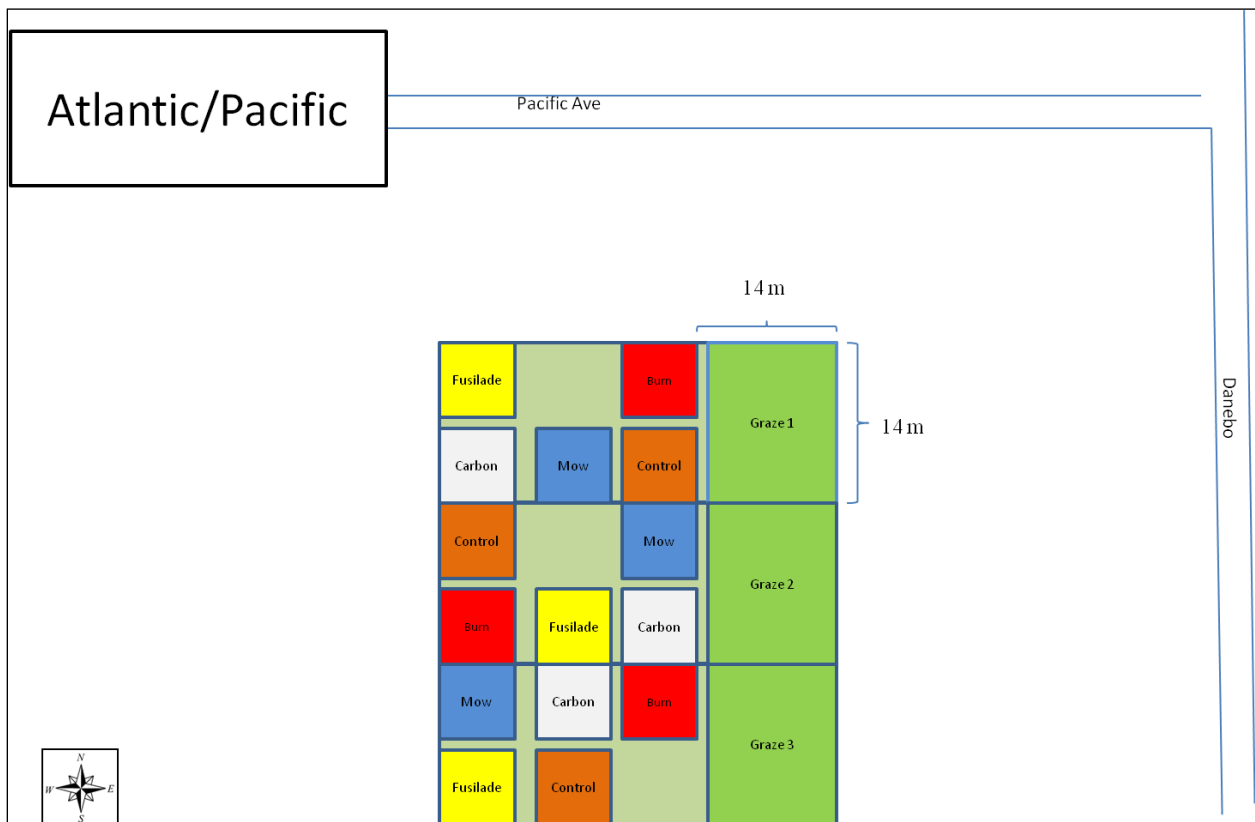 Atlantic/Pacific
Pacific Ave
Danebo
14 m
14 m
Fusilade
Burn
Graze 1
Carbon
Mow
Control
Control
Mow
Graze 2
Burn
Fusilade
Carbon
Mow
Carbon
Burn
Graze 3
Fusilade
Control
N
W
E
S